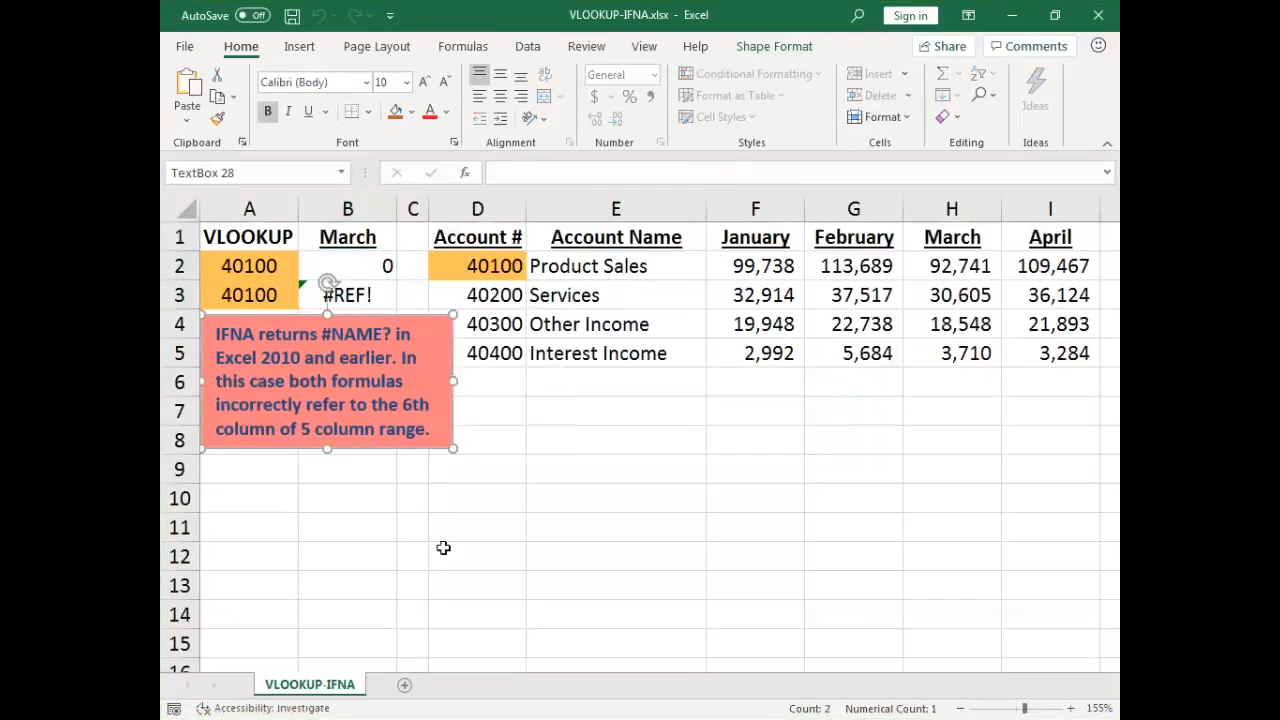 AutoSave Off VLOOKUP-IFNA.xlsx - Excel Sign in
File Home Insert Page Layout Formulas Data Review View Help Shape Format Share Comments
Paste Calibri (Body) 10 General Conditional Formatting Insert
B I U $ % Format as Table Delete Ideas
Cell Styles Format
Clipboard Font Alignment Number Styles Cells Editing Ideas
TextBox 28 fx
A B C D E F G H I
1 VLOOKUP March Account # Account Name January February March April
2 40100 0 40100 Product Sales 99,738 113,689 92,741 109,467
3 40100 #REF! 40200 Services 32,914 37,517 30,605 36,124
4 40300 Other Income 19,948 22,738 18,548 21,893
5 40400 Interest Income 2,992 5,684 3,710 3,284
IFNA returns #NAME? in
Excel 2010 and earlier. In
this case both formulas
incorrectly refer to the 6th
column of 5 column range.
6
7
8
9
10
11
12
13
14
15
16
VLOOKUP-IFNA
Accessibility: Investigate Count: 2 Numerical Count: 1 155%